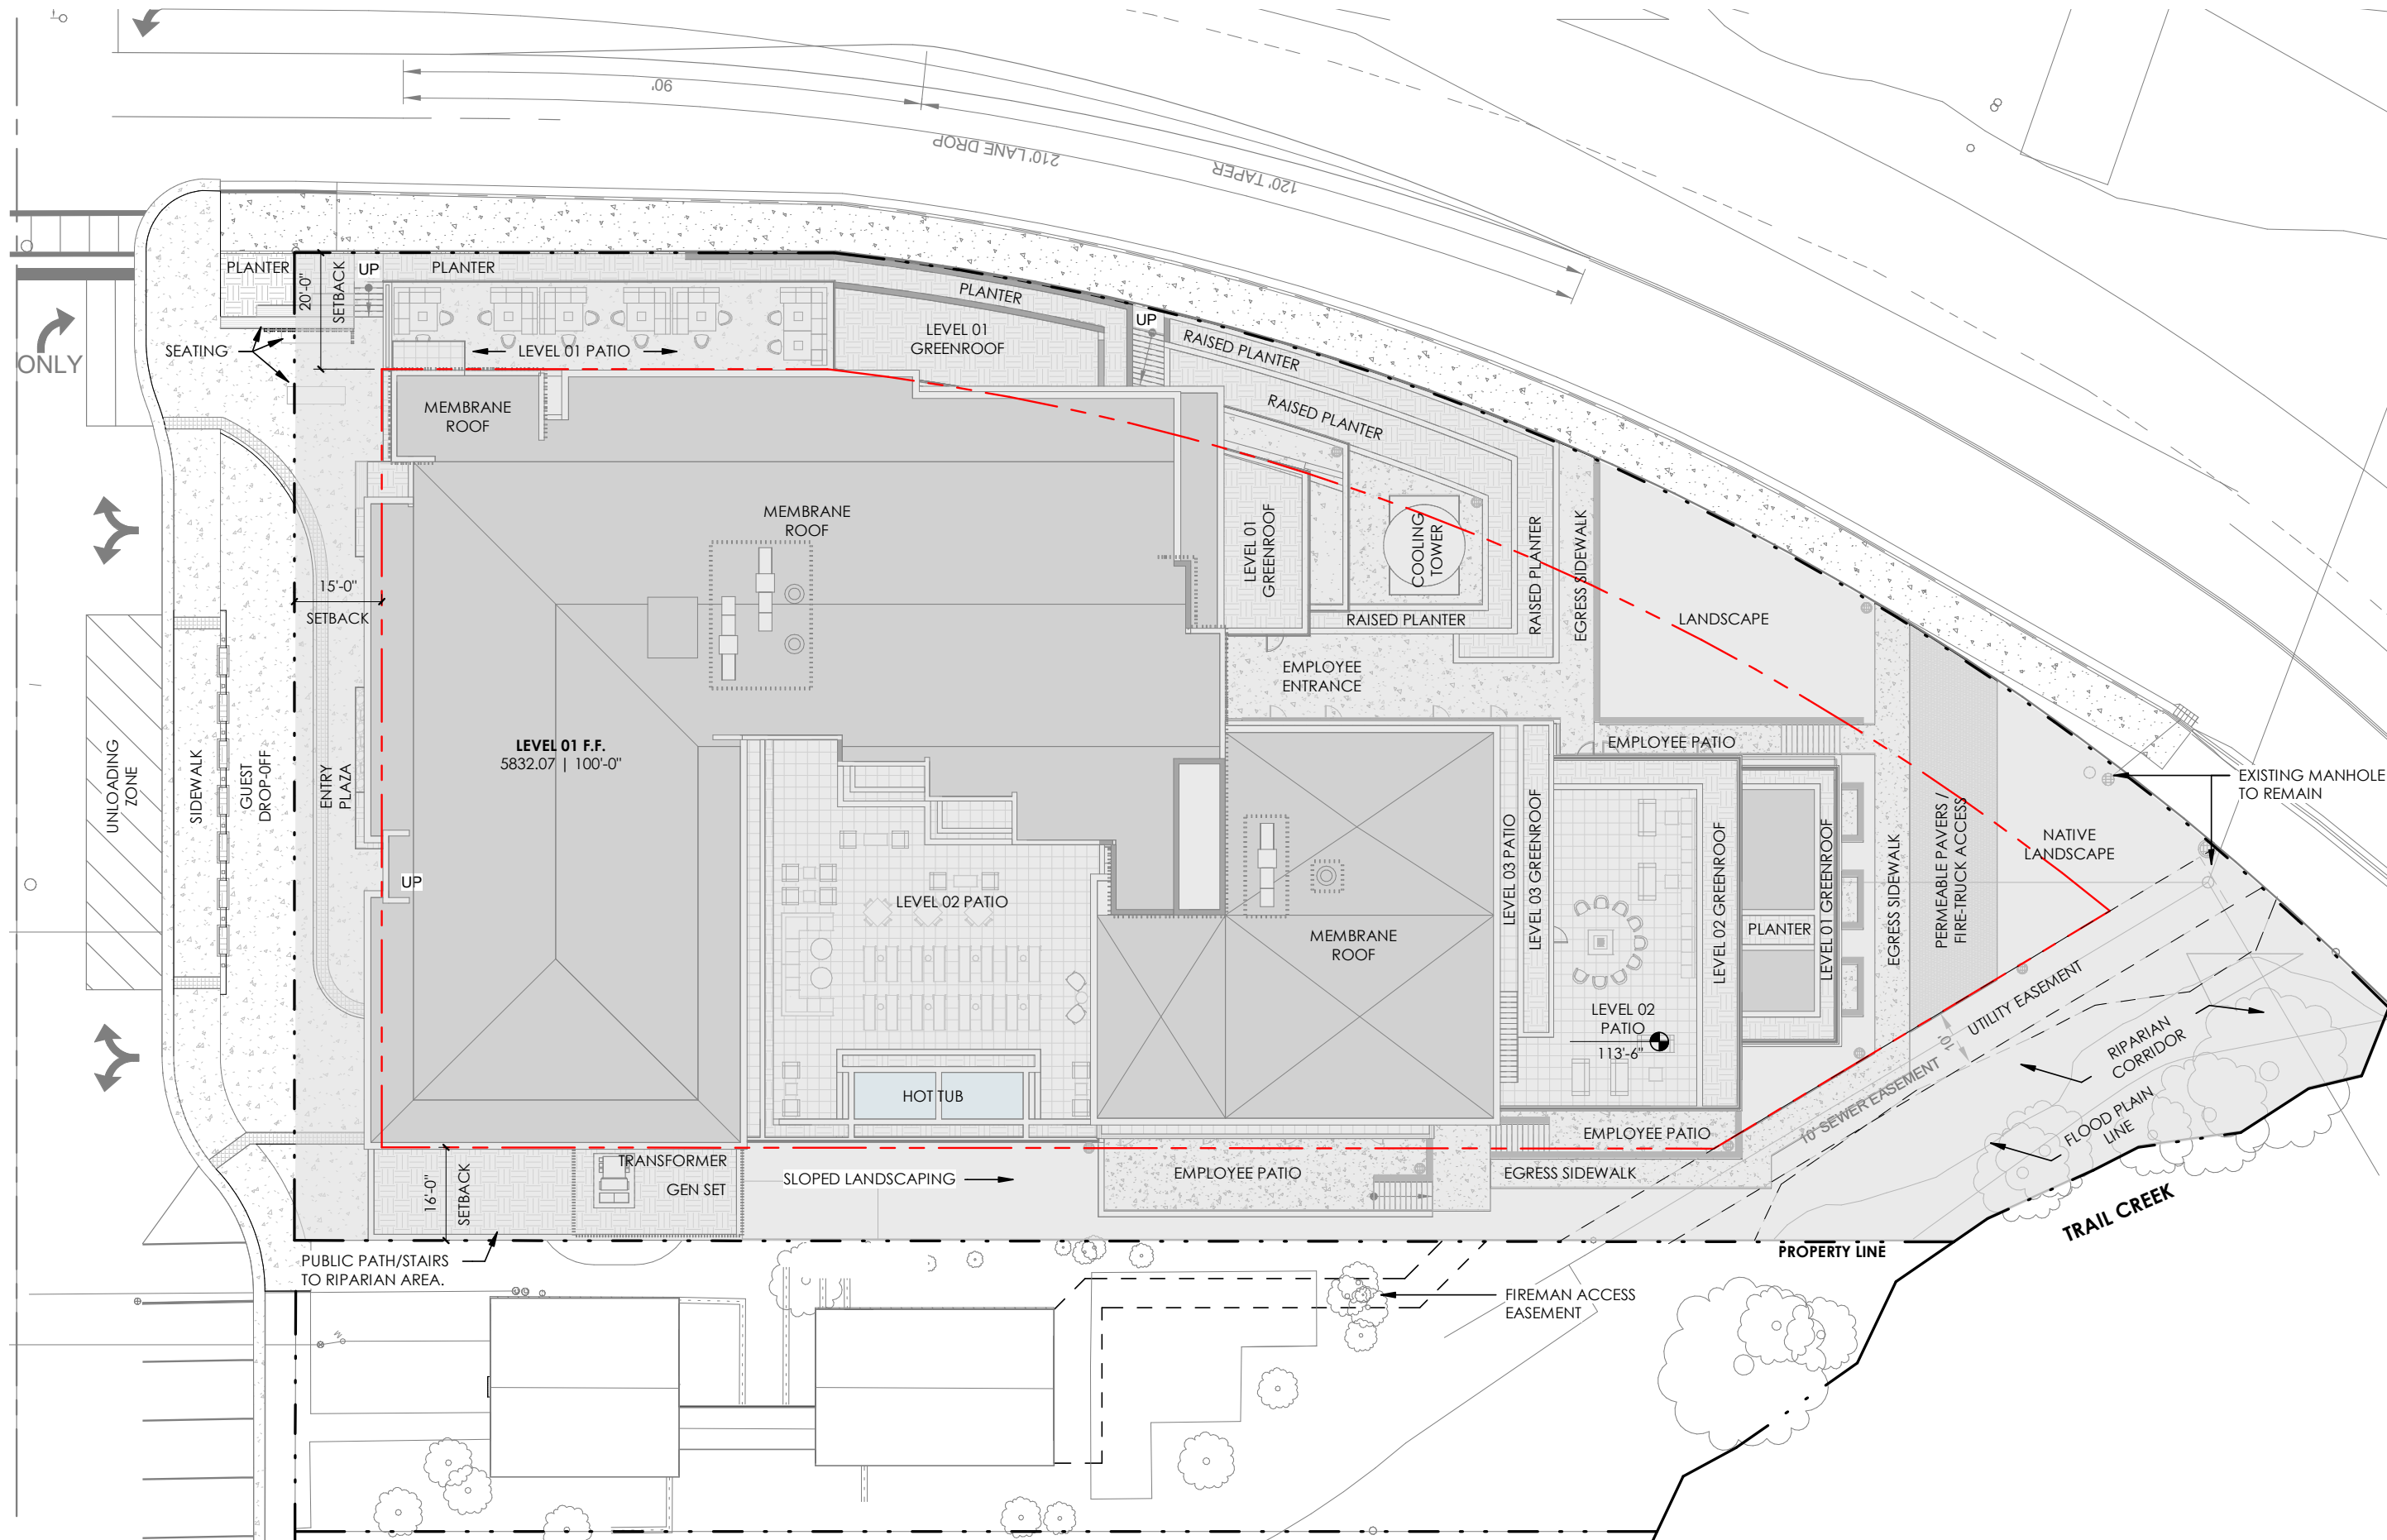 90'
210' LANE DROP
120' TAPER
PLANTER
20'-0"
SETBACK
UP
PLANTER
PLANTER
UP
ONLY
SEATING
LEVEL 01 PATIO
LEVEL 01
GREENROOF
RAISED PLANTER
RAISED PLANTER
MEMBRANE
ROOF
MEMBRANE
ROOF
LEVEL 01
GREENROOF
COOLING
TOWER
RAISED PLANTER
EGRESS SIDEWALK
RAISED PLANTER
LANDSCAPE
15'-0"
SETBACK
EMPLOYEE
ENTRANCE
EMPLOYEE PATIO
LEVEL 01 F.F.
5832.07 | 100'-0"
UNLOADING
ZONE
SIDEWALK
GUEST
DROP-OFF
ENTRY
PLAZA
UP
LEVEL 02 PATIO
MEMBRANE
ROOF
LEVEL 03 PATIO
LEVEL 03 GREENROOF
LEVEL 02 GREENROOF
PLANTER
LEVEL 01 GREENROOF
EGRESS SIDEWALK
PERMEABLE PAVERS /
FIRE-TRUCK ACCESS
NATIVE
LANDSCAPE
EXISTING MANHOLE
TO REMAIN
LEVEL 02
PATIO
113'-6"
HOT TUB
UTILITY EASEMENT
10'
10' SEWER EASEMENT
RIPARIAN
CORRIDOR
FLOOD PLAIN
LINE
TRAIL CREEK
EMPLOYEE PATIO
EGRESS SIDEWALK
EMPLOYEE PATIO
SLOPED LANDSCAPING
TRANSFORMER
GEN SET
16'-0"
SETBACK
PUBLIC PATH/STAIRS
TO RIPARIAN AREA.
PROPERTY LINE
FIREMAN ACCESS
EASEMENT